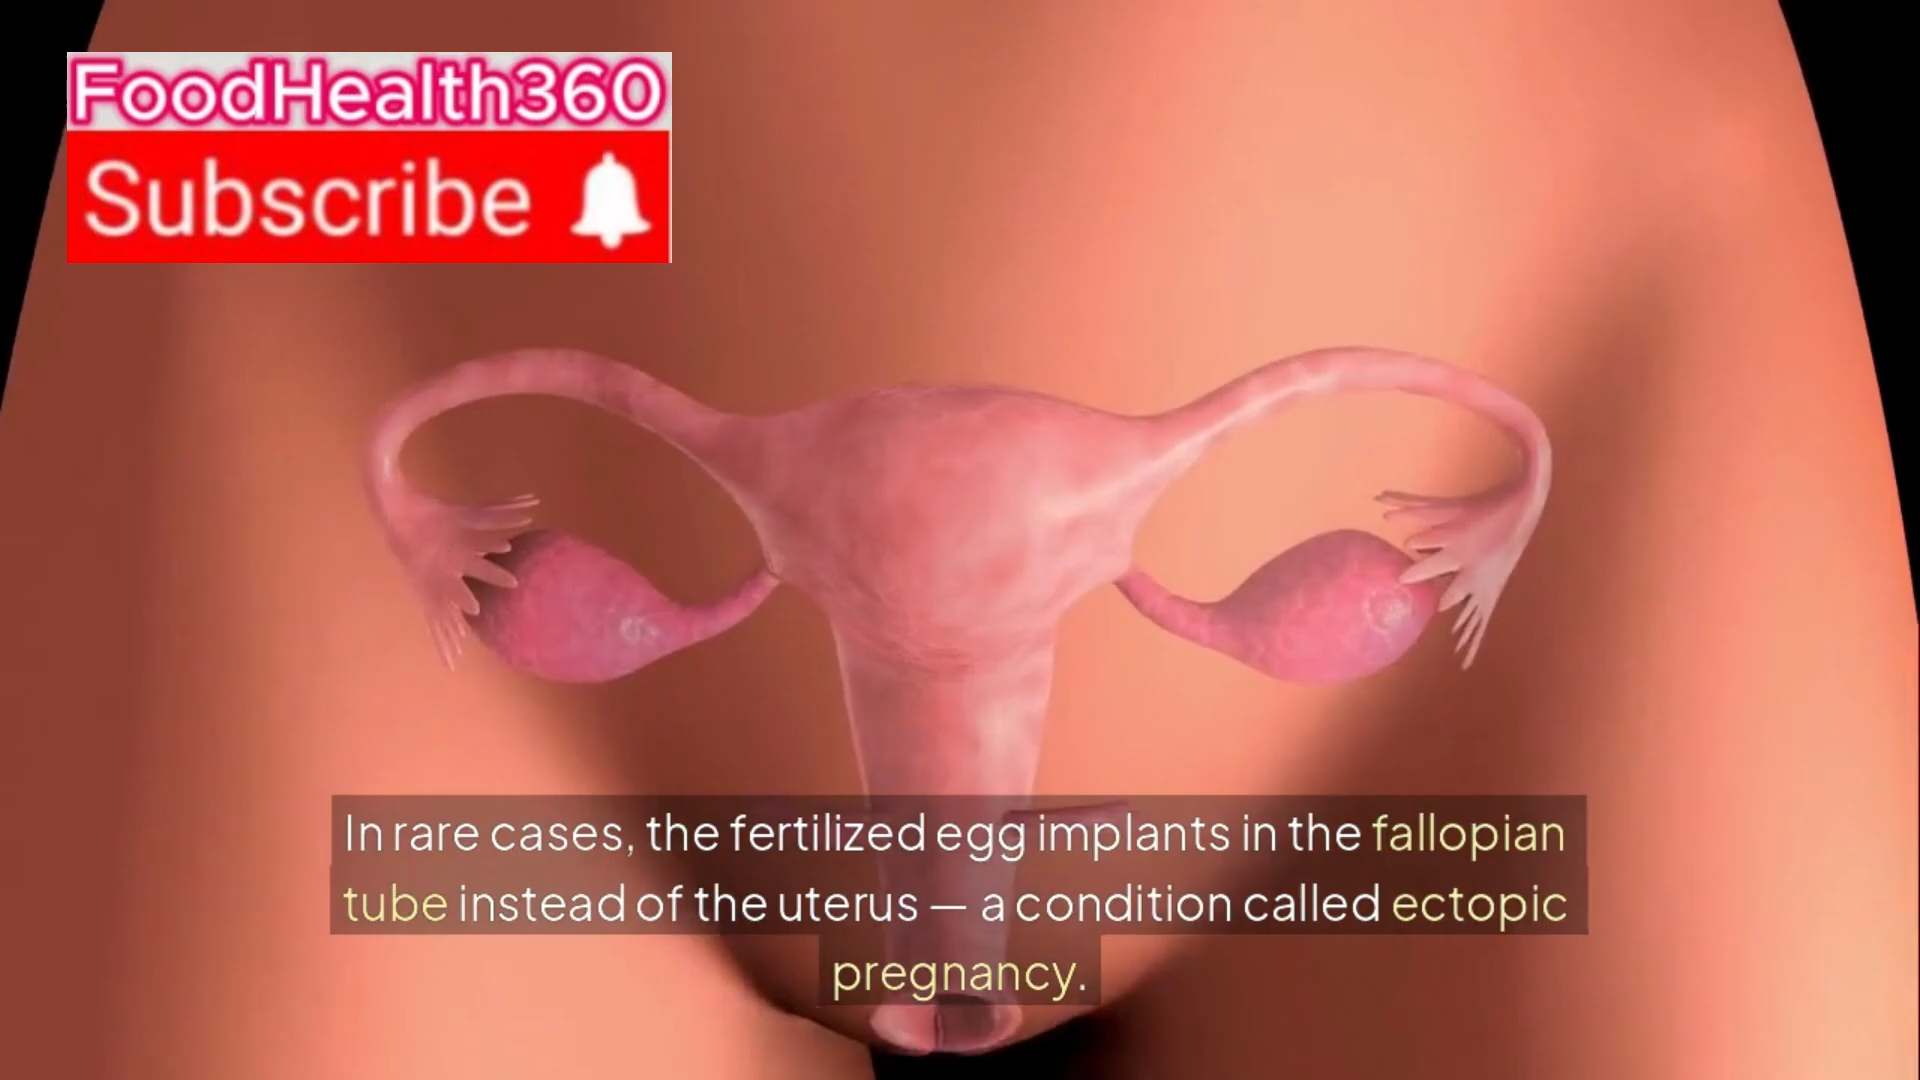 FoodHealth360
Subscribe
In rare cases, the fertilized egg implants in the fallopian
tube instead of the uterus — a condition called ectopic
pregnancy.